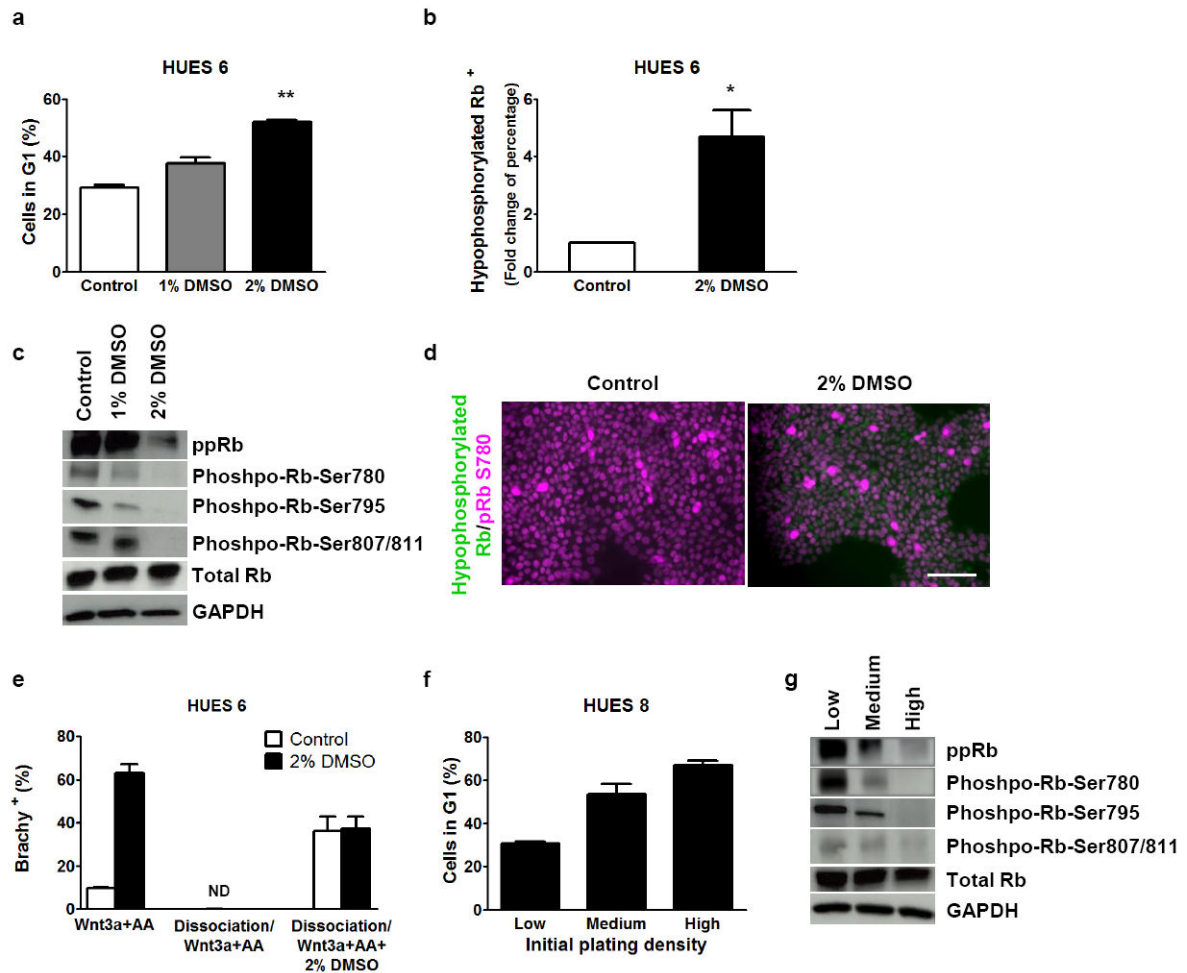 a
HUES 6
Cells in G1 (%)
60
40
20
0
**
Control 1% DMSO 2% DMSO
b
HUES 6
Hypophosphorylated Rb +
(Fold change of percentage)
6
4
2
0
*
Control 2% DMSO
c
Control
1% DMSO
2% DMSO
ppRb
Phoshpo-Rb-Ser780
Phoshpo-Rb-Ser795
Phoshpo-Rb-Ser807/811
Total Rb
GAPDH
d
Control 2% DMSO
Hypophosphorylated
Rb/pRb S780
e
HUES 6
Brachy + (%)
80
60
40
20
0
Control
2% DMSO
ND
Wnt3a+AA
Dissociation/
Wnt3a+AA
Dissociation/
Wnt3a+AA+
2% DMSO
f
HUES 8
Cells in G1 (%)
80
60
40
20
0
Low Medium High
Initial plating density
g
Low
Medium
High
ppRb
Phoshpo-Rb-Ser780
Phoshpo-Rb-Ser795
Phoshpo-Rb-Ser807/811
Total Rb
GAPDH